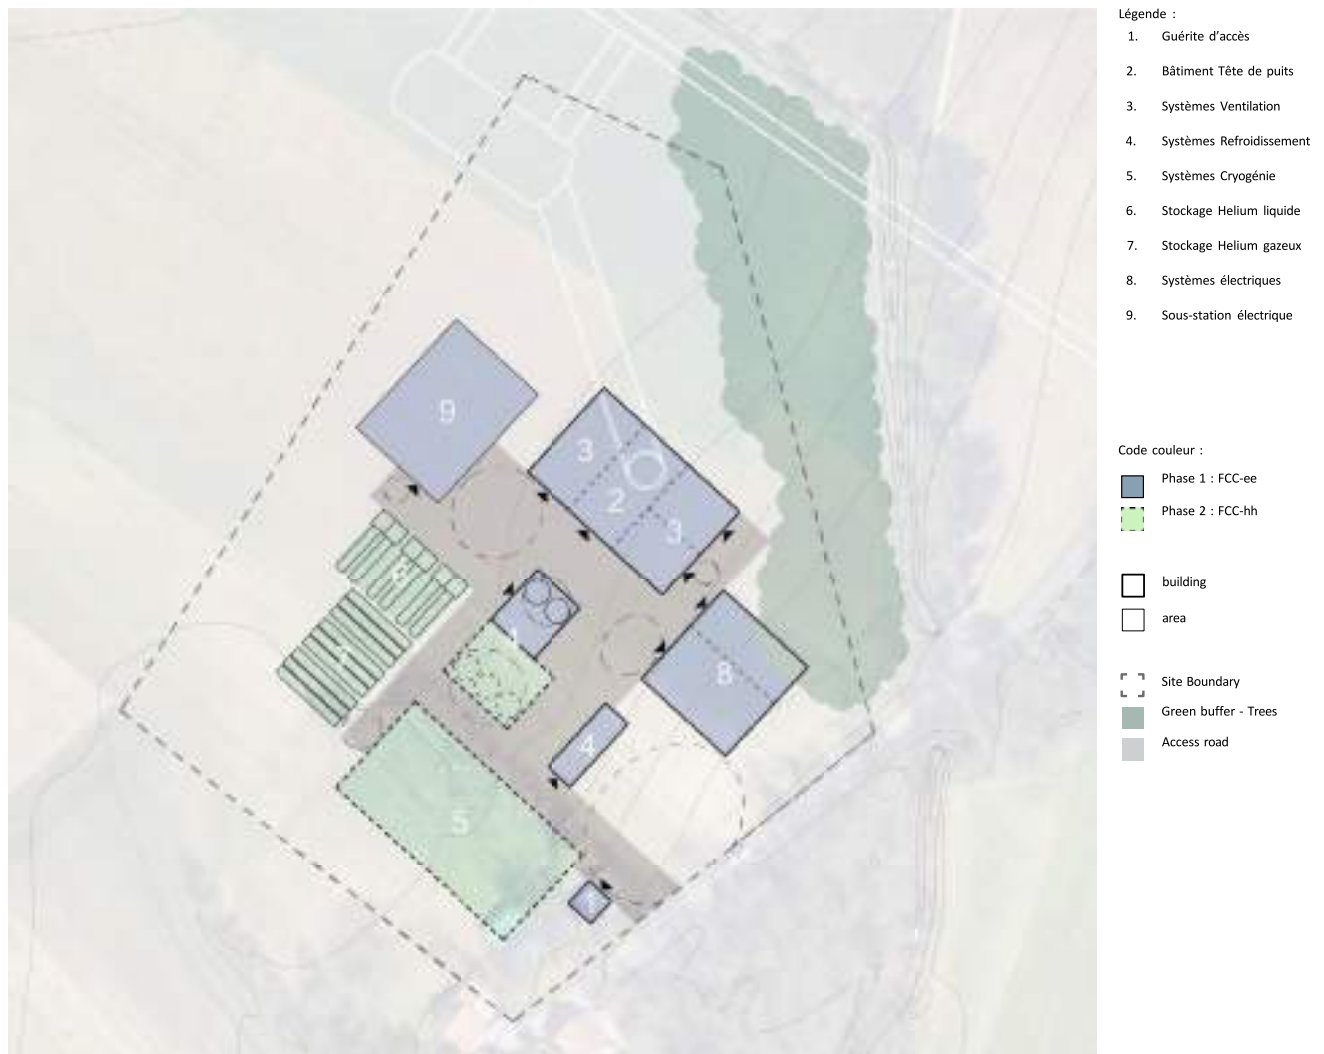 Légende :
1. Guérite d'accès
2. Bâtiment Tête de puits
3. Systèmes Ventilation
4. Systèmes Refroidissement
5. Systèmes Cryogénie
6. Stockage Helium liquide
7. Stockage Helium gazeux
8. Systèmes électriques
9. Sous-station électrique
Code couleur :
Phase 1 : FCC-ee
Phase 2 : FCC-hh
building
area
Site Boundary
Green buffer - Trees
Access road
9
3
2
3
8
4
5